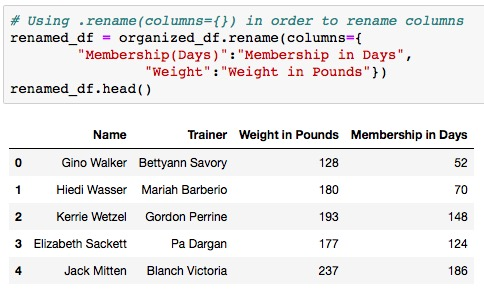 # Using .rename(columns={}) in order to rename columns
renamed_df = organized_df.rename(columns={
"Membership(Days)":"Membership in Days",
"Weight":"Weight in Pounds"})
renamed_df.head()
Name Trainer Weight in Pounds Membership in Days
0 Gino Walker Bettyann Savory 128 52
1 Hiedi Wasser Mariah Barberio 180 70
2 Kerrie Wetzel Gordon Perrine 193 148
3 Elizabeth Sackett Pa Dargan 177 124
4 Jack Mitten Blanch Victoria 237 186